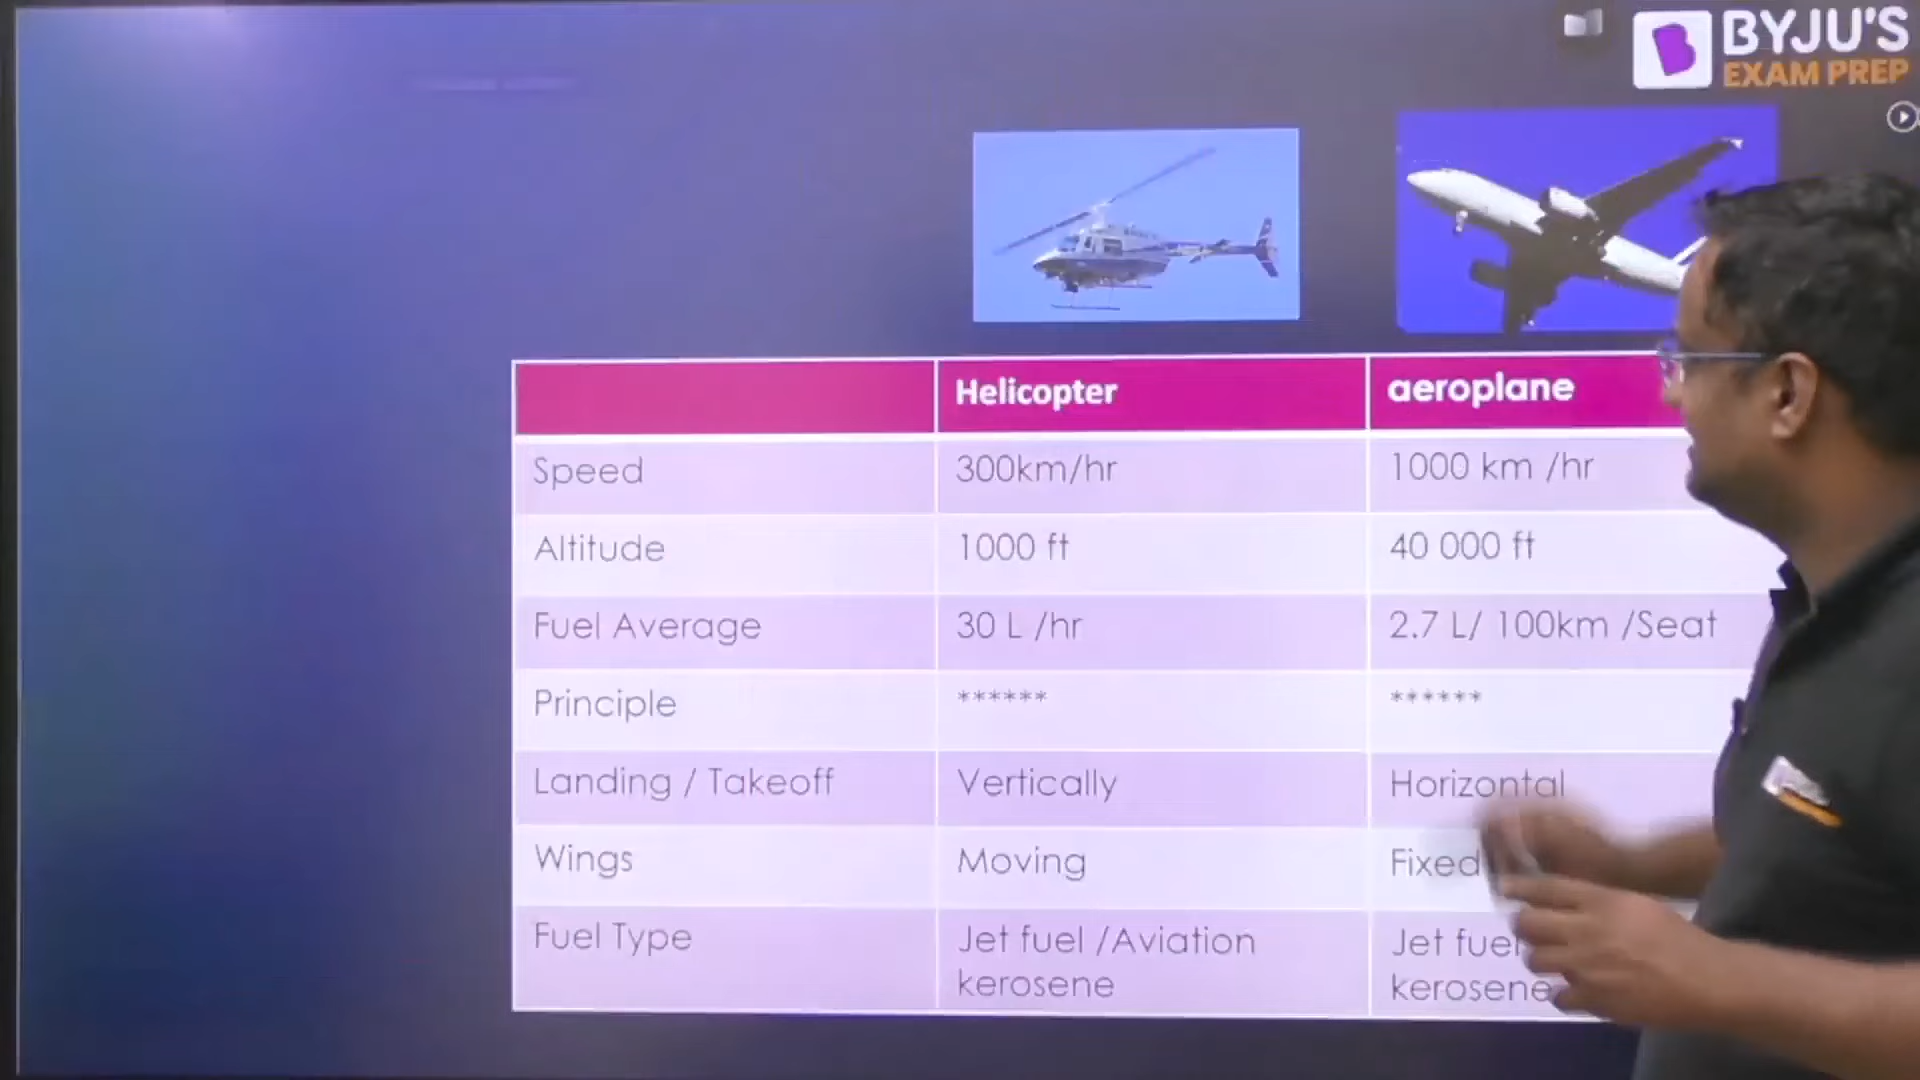 BYJU'S
EXAM PREP
Helicopter aeroplane
Speed 300km/hr 1000 km /hr
Altitude 1000 ft 40 000 ft
Fuel Average 30 L /hr 2.7 L/ 100km /Seat
Principle ****** ******
Landing / Takeoff Vertically Horizontal
Wings Moving Fixed
Fuel Type Jet fuel /Aviation Jet fuel
kerosene kerosene